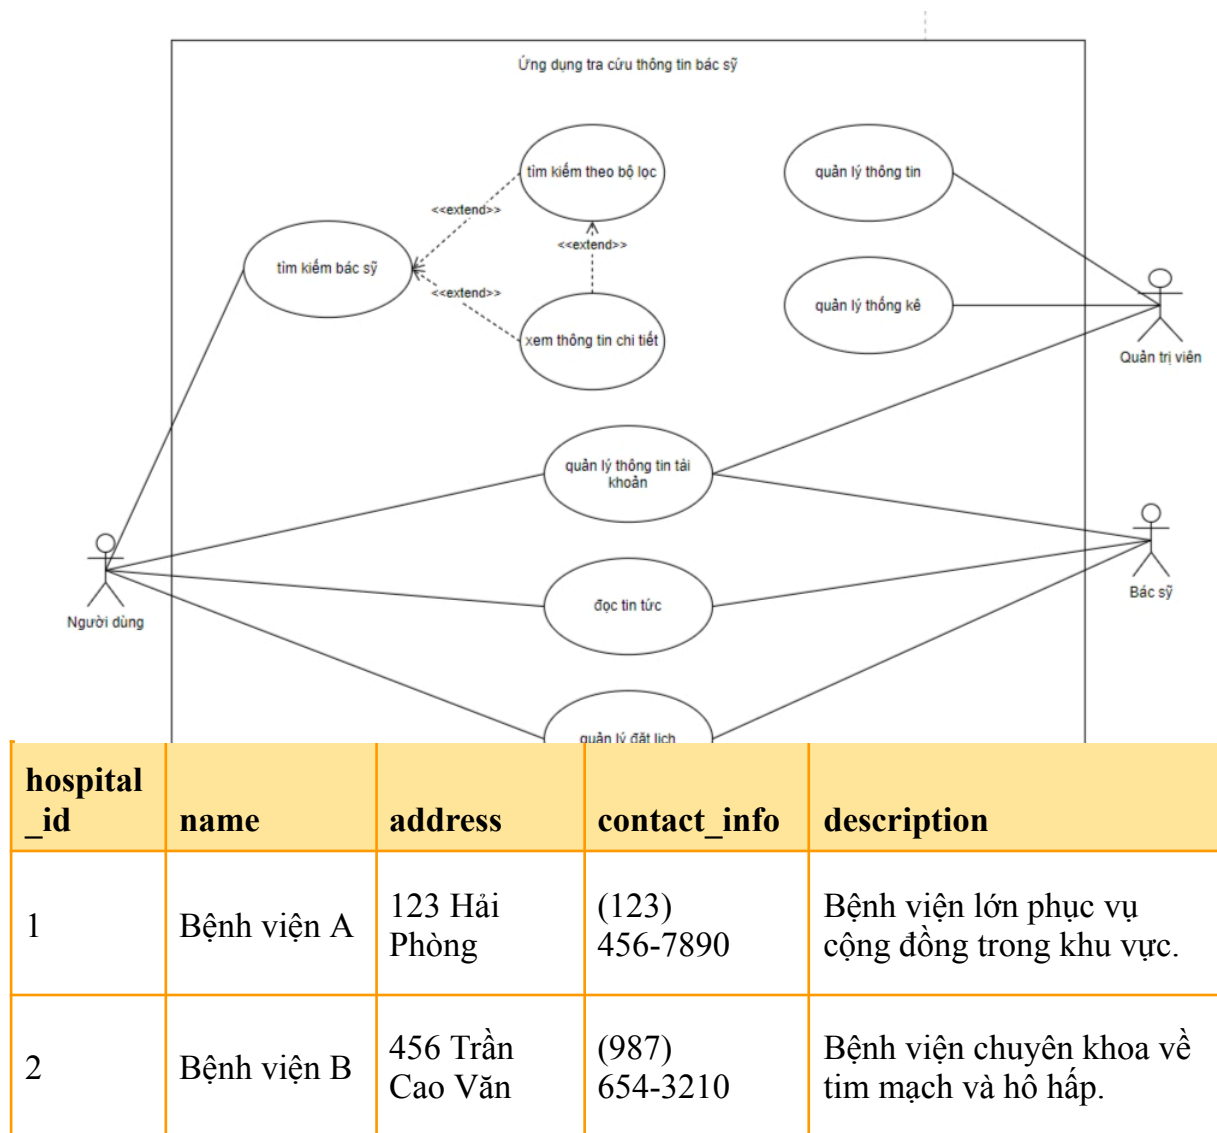 Ứng dụng tra cứu thông tin bác sỹ
tìm kiếm theo bộ lọc
quản lý thông tin
<<extend>>
<<extend>>
tìm kiếm bác sỹ
<<extend>>
quản lý thống kê
xem thông tin chi tiết
Quản trị viên
quản lý thông tin tài
khoản
Bác sỹ
đọc tin tức
Người dùng
quản lý đặt lịch
hospital
_id
name
address
contact_info
description
1
Bệnh viện A
123 Hải
Phòng
(123)
456-7890
Bệnh viện lớn phục vụ
cộng đồng trong khu vực.
2
Bệnh viện B
456 Trần
Cao Văn
(987)
654-3210
Bệnh viện chuyên khoa về
tim mạch và hô hấp.